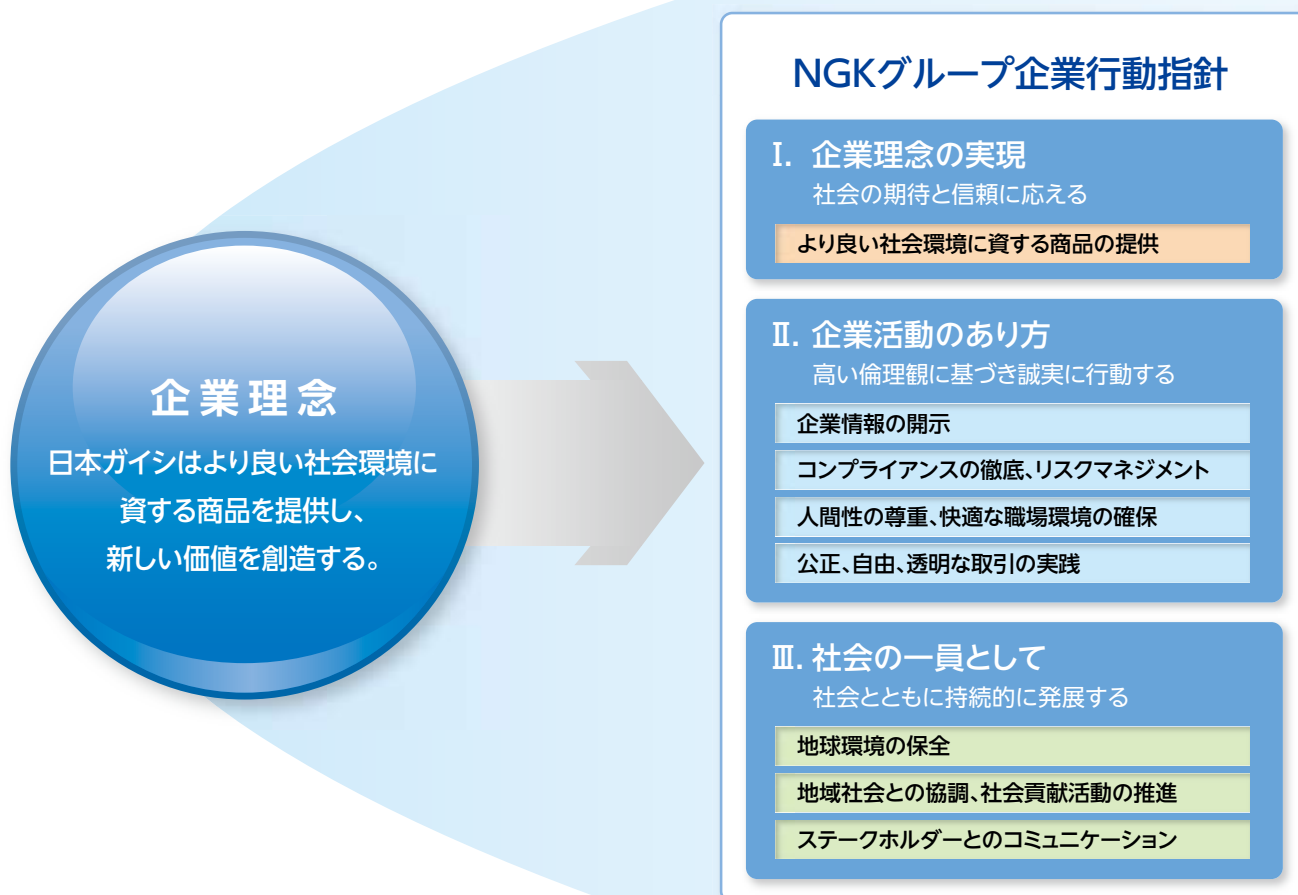 企業理念
日本ガイシはより良い社会環境に
資する商品を提供し、
新しい価値を創造する。
NGKグループ企業行動指針
Ⅰ. 企業理念の実現
社会の期待と信頼に応える
より良い社会環境に資する商品の提供
Ⅱ. 企業活動のあり方
高い倫理観に基づき誠実に行動する
企業情報の開示
コンプライアンスの徹底、リスクマネジメント
人間性の尊重、快適な職場環境の確保
公正、自由、透明な取引の実践
Ⅲ. 社会の一員として
社会とともに持続的に発展する
地球環境の保全
地域社会との協調、社会貢献活動の推進
ステークホルダーとのコミュニケーション